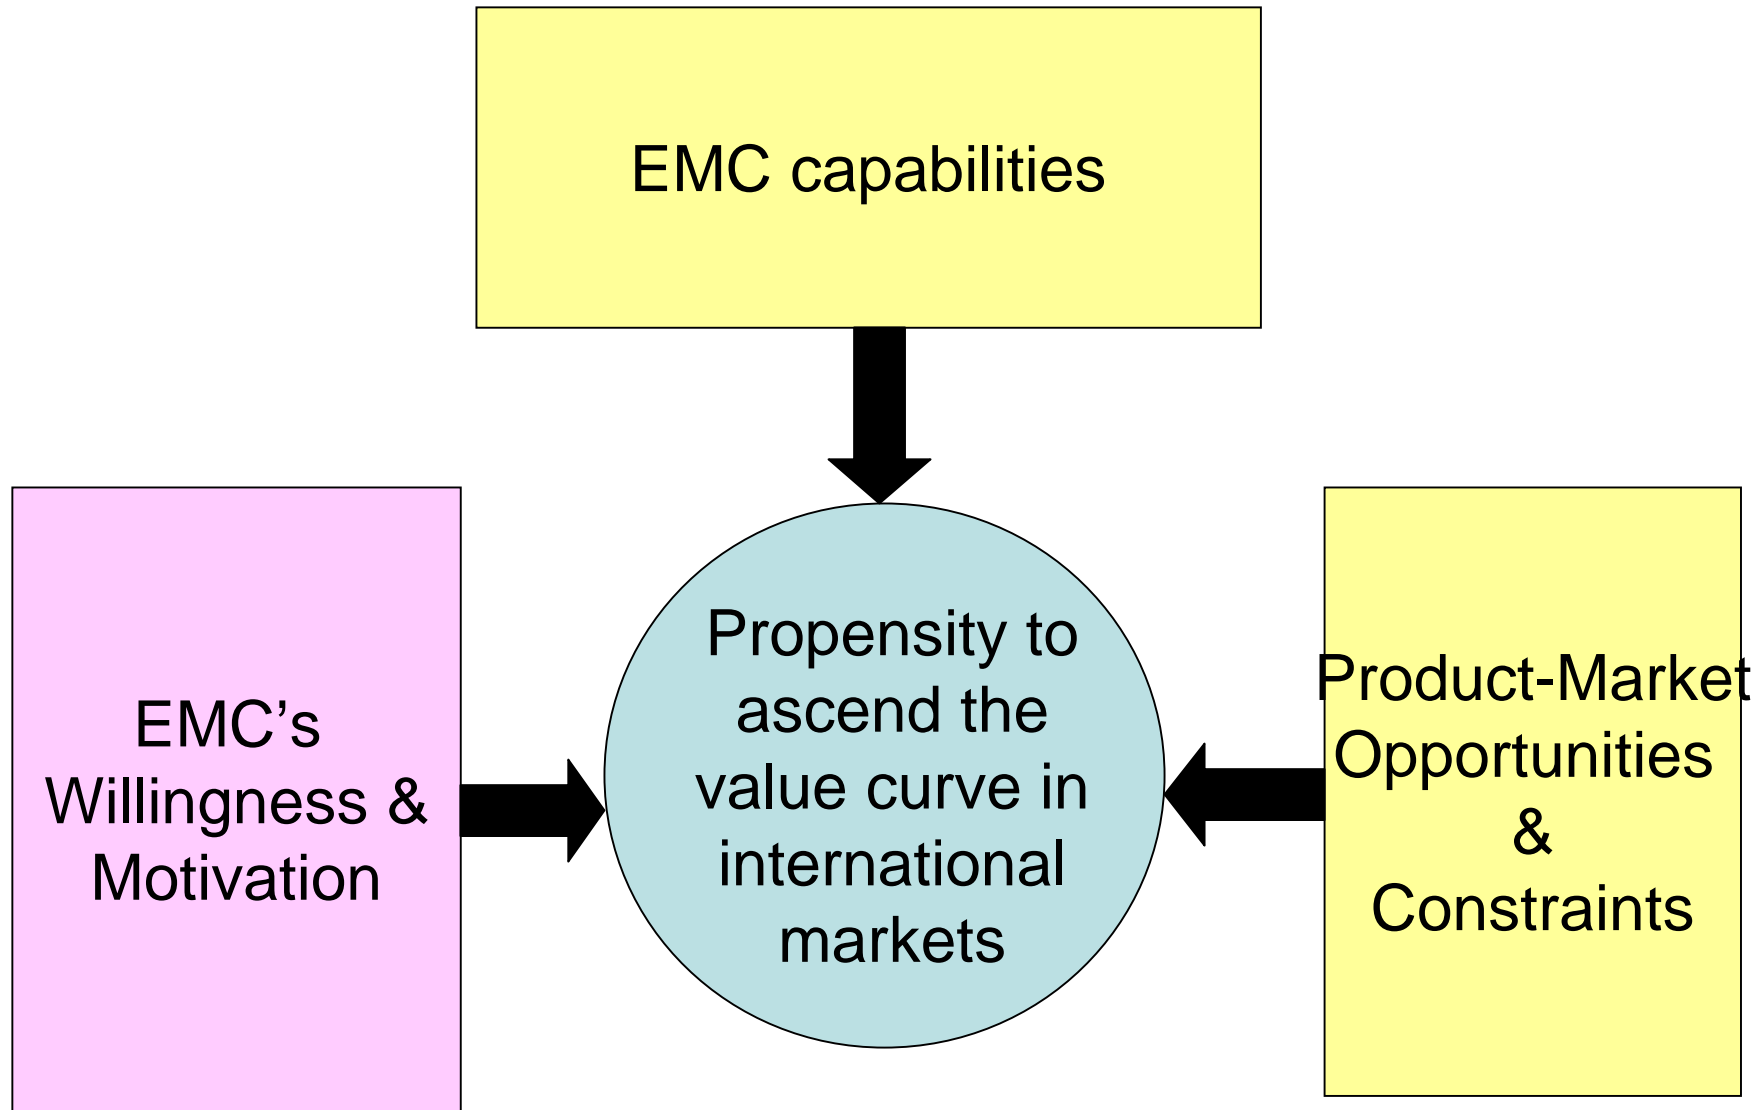 EMC capabilities
EMC’s
Willingness &
Motivation
Propensity to
ascend the
value curve in
international
markets
Product-Market
Opportunities
&
Constraints